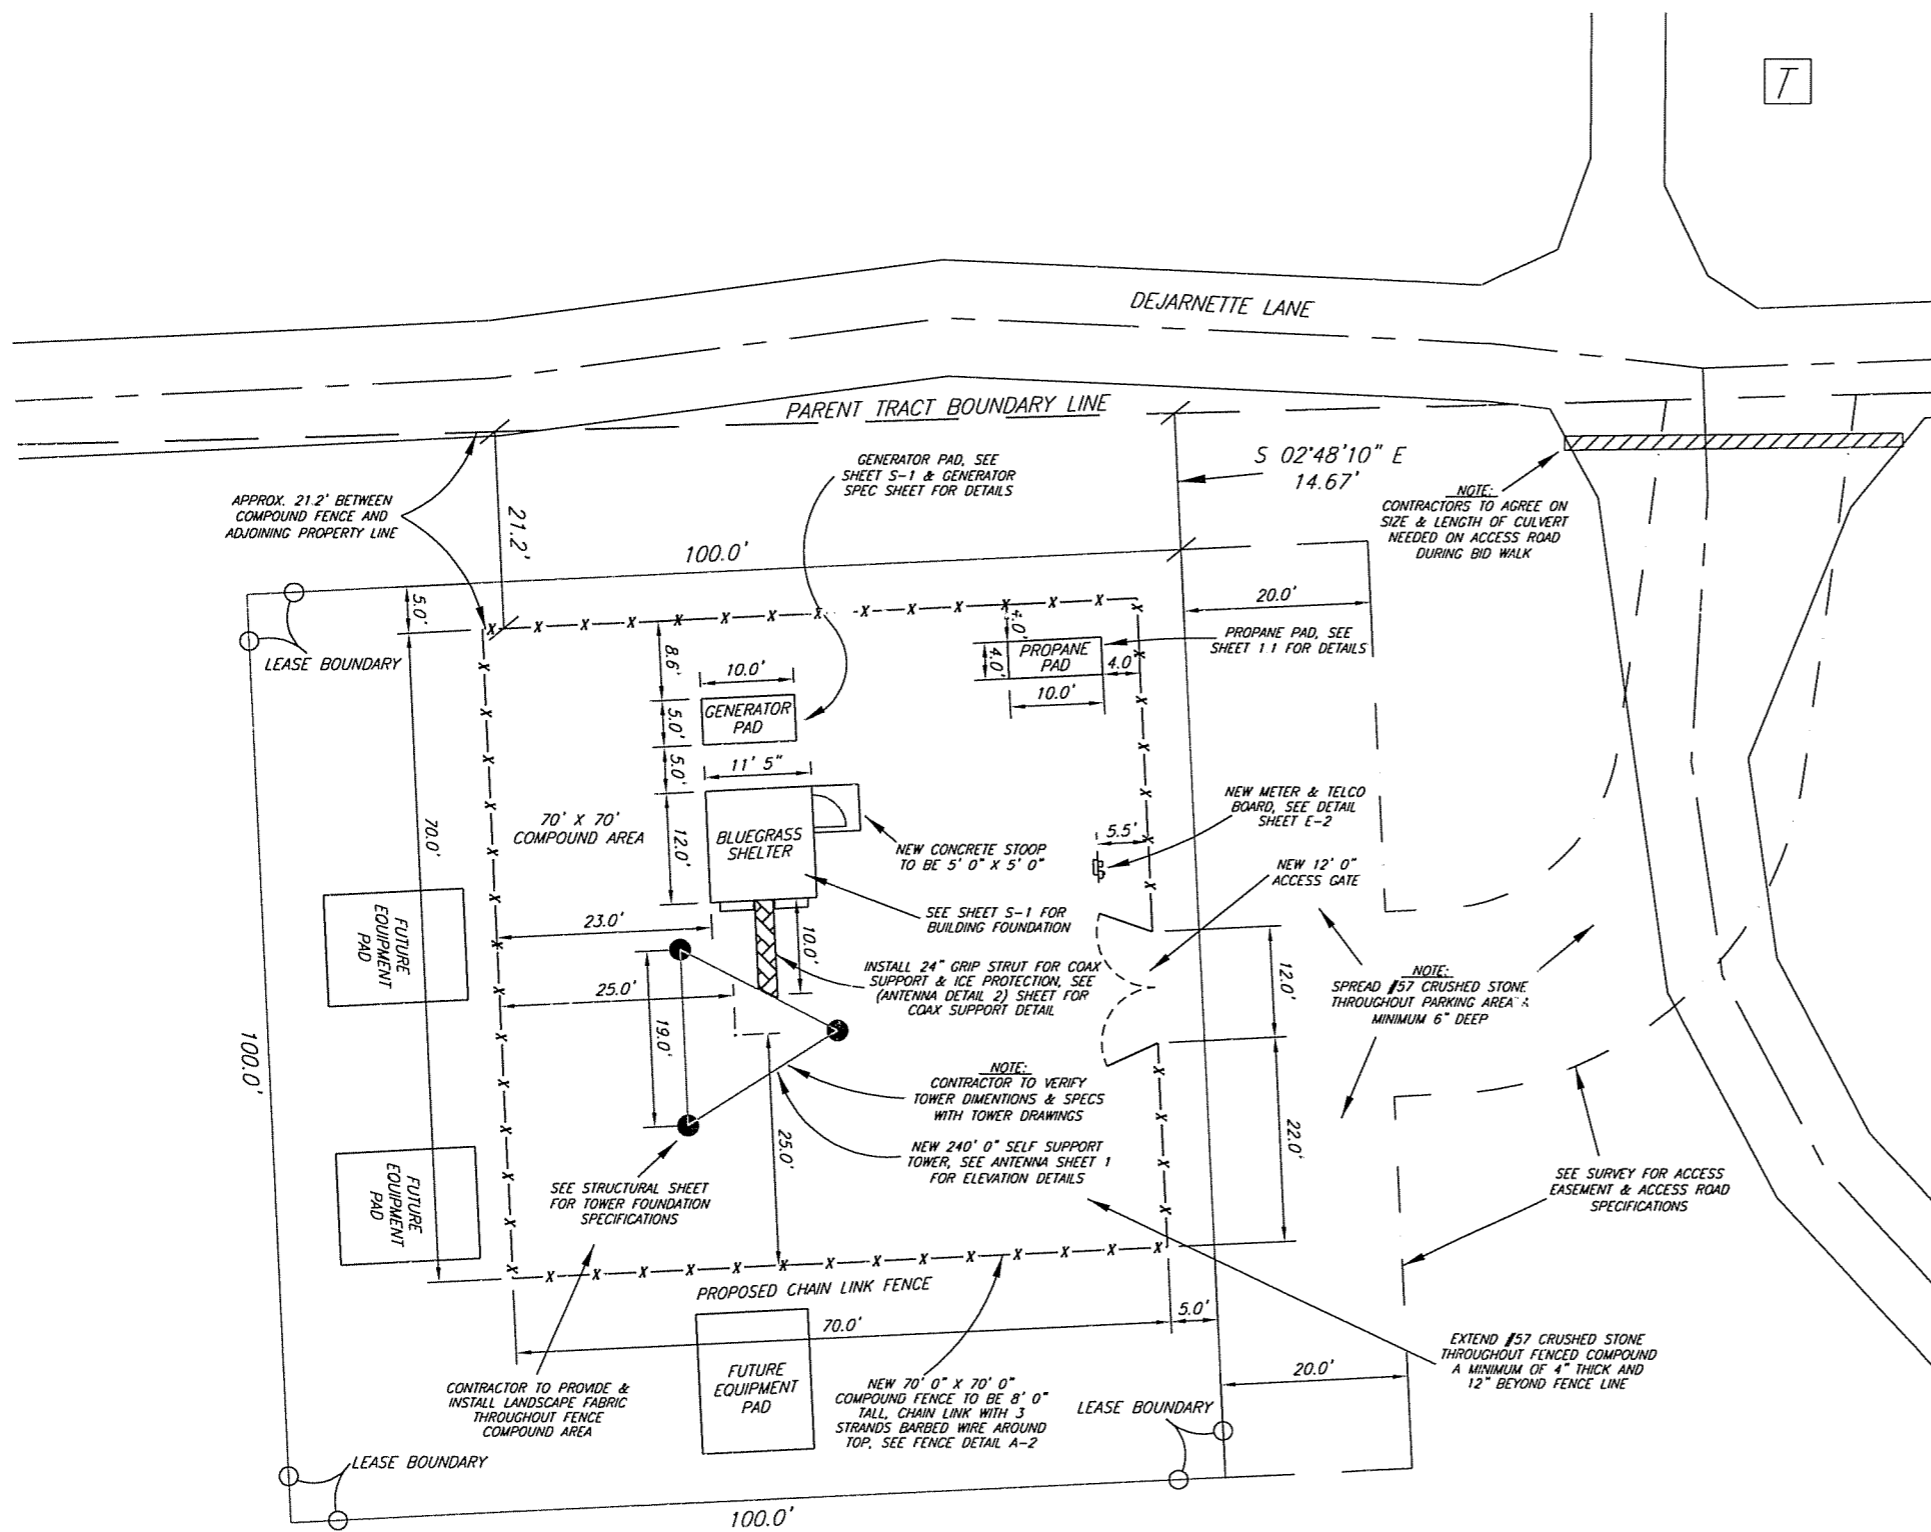 T
DEJARNETTE LANE
PARENT TRACT BOUNDARY LINE
S 02°48'10" E
14.67'
GENERATOR PAD, SEE
SHEET S-1 & GENERATOR
SPEC SHEET FOR DETAILS
APPROX. 21.2' BETWEEN
COMPOUND FENCE AND
ADJOINING PROPERTY LINE
21.2'
NOTE:
CONTRACTORS TO AGREE ON
SIZE & LENGTH OF CULVERT
NEEDED ON ACCESS ROAD
DURING BID WALK
100.0'
5.0'
20.0'
LEASE BOUNDARY
4.0'
PROPANE
PAD
4.0'
4.0'
10.0'
PROPANE PAD, SEE
SHEET 1.1 FOR DETAILS
8.6'
10.0'
GENERATOR
PAD
5.0'
5.0'
11' 5"
70' X 70'
COMPOUND AREA
12.0'
BLUEGRASS
SHELTER
NEW CONCRETE STOOP
TO BE 5' 0" X 5' 0"
NEW METER & TELCO
BOARD, SEE DETAIL
SHEET E-2
5.5'
NEW 12' 0"
ACCESS GATE
70.0'
FUTURE
EQUIPMENT
PAD
23.0'
SEE SHEET S-1 FOR
BUILDING FOUNDATION
10.0'
INSTALL 24" GRIP STRUT FOR COAX
SUPPORT & ICE PROTECTION, SEE
(ANTENNA DETAIL 2) SHEET FOR
COAX SUPPORT DETAIL
12.0'
NOTE:
SPREAD #57 CRUSHED STONE
THROUGHOUT PARKING AREA
MINIMUM 6" DEEP
25.0'
19.0'
100.0'
NOTE:
CONTRACTOR TO VERIFY
TOWER DIMENTIONS & SPECS
WITH TOWER DRAWINGS
25.0'
22.0'
NEW 240' 0" SELF SUPPORT
TOWER, SEE ANTENNA SHEET 1
FOR ELEVATION DETAILS
FUTURE
EQUIPMENT
PAD
SEE STRUCTURAL SHEET
FOR TOWER FOUNDATION
SPECIFICATIONS
SEE SURVEY FOR ACCESS
EASEMENT & ACCESS ROAD
SPECIFICATIONS
PROPOSED CHAIN LINK FENCE
70.0'
5.0'
FUTURE
EQUIPMENT
PAD
CONTRACTOR TO PROVIDE &
INSTALL LANDSCAPE FABRIC
THROUGHOUT FENCE
COMPOUND AREA
NEW 70' 0" X 70' 0"
COMPOUND FENCE TO BE 8' 0"
TALL, CHAIN LINK WITH 3
STRANDS BARBED WIRE AROUND
TOP, SEE FENCE DETAIL A-2
LEASE BOUNDARY
20.0'
EXTEND #57 CRUSHED STONE
THROUGHOUT FENCED COMPOUND
A MINIMUM OF 4" THICK AND
12" BEYOND FENCE LINE
LEASE BOUNDARY
100.0'